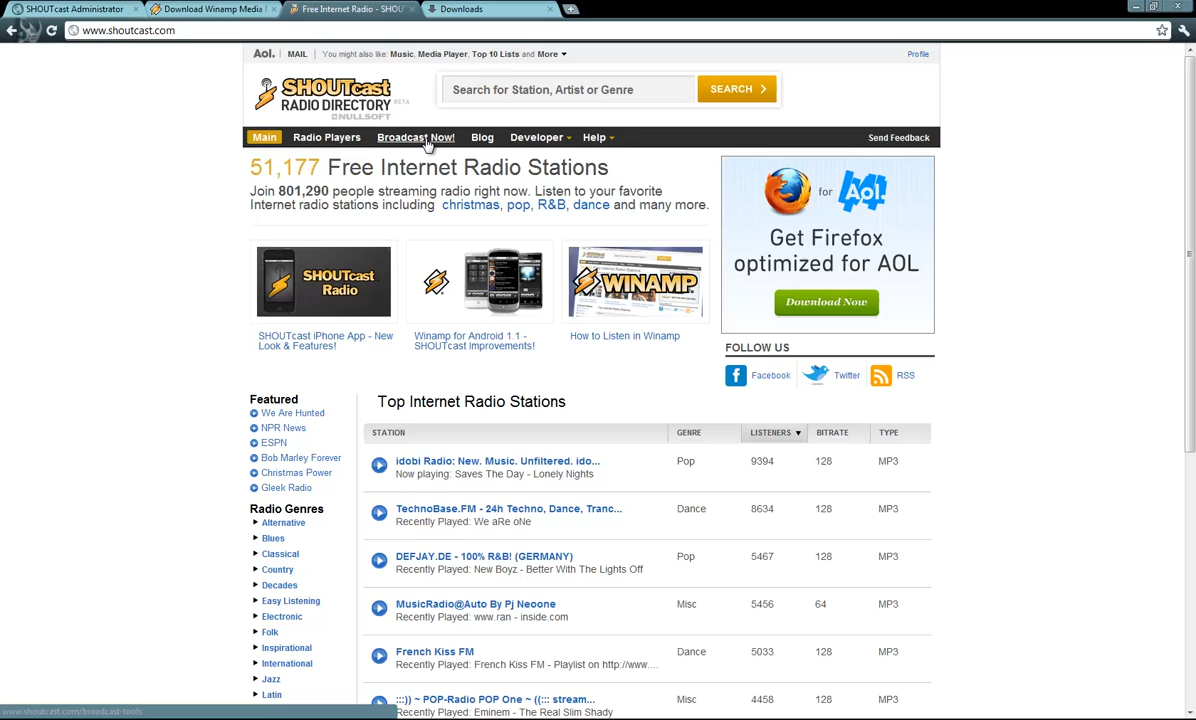 SHOUTcast Administrator
Download Winamp Media
Free Internet Radio - SHOU
Downloads
www.shoutcast.com
Aol.
MAIL
You might also like: Music, Media Player, Top 10 Lists and More
Profile
SHOUTcast
RADIO DIRECTORY
BETA
NULLSOFT
Search for Station, Artist or Genre
SEARCH
Main
Radio Players
Broadcast Now!
Blog
Developer
Help
Send Feedback
51,177 Free Internet Radio Stations
Join 801,290 people streaming radio right now. Listen to your favorite
Internet radio stations including christmas, pop, R&B, dance and many more.
for Aol
Get Firefox
optimized for AOL
Download Now
SHOUTcast
Radio
WINAMP
SHOUTcast iPhone App - New
Look & Features!
Winamp for Android 1.1 -
SHOUTcast Improvements!
How to Listen in Winamp
FOLLOW US
Facebook
Twitter
RSS
Featured
We Are Hunted
NPR News
ESPN
Bob Marley Forever
Christmas Power
Gleek Radio
Radio Genres
Alternative
Blues
Classical
Country
Decades
Easy Listening
Electronic
Folk
Inspirational
International
Jazz
Latin
Top Internet Radio Stations
STATION GENRE LISTENERS BITRATE TYPE
idobi Radio: New. Music. Unfiltered. ido... Pop 9394 128 MP3
Now playing: Saves The Day - Lonely Nights
TechnoBase.FM - 24h Techno, Dance, Tranc... Dance 8634 128 MP3
Recently Played: We aRe oNe
DEFJAY.DE - 100% R&B! (GERMANY) Pop 5467 128 MP3
Recently Played: New Boyz - Better With The Lights Off
MusicRadio@Auto By Pj Neoone Misc 5456 64 MP3
Recently Played: www.ran - inside.com
French Kiss FM Dance 5033 128 MP3
Recently Played: French Kiss FM - Playlist on http://www....
:::)) ~ POP-Radio POP One ~ ((::: stream... Misc 4458 128 MP3
Recently Played: Eminem - The Real Slim Shady
www.shoutcast.com/broadcast-tools